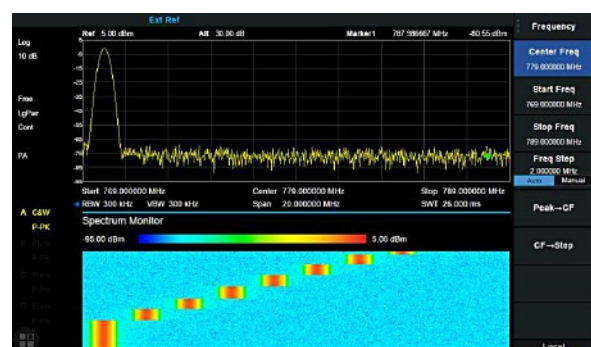 Ext Ref
Ref 5.00 dBm Att 30.00 dB Marker1 787.986667 MHz -80.55 dBm
Log
10 dB
Free
LgPwr
Cont
PA
Start 769.000000 MHz Center 779.000000 MHz Stop 789.000000 MHz
RBW 300 kHz VBW 300 kHz Span 20.000000 MHz SWT 26.000 ms
A C&W
P-PK
Spectrum Monitor
-95.00 dBm 5.00 dBm
Frequency
Center Freq
779.000000 MHz
Start Freq
769.000000 MHz
Stop Freq
789.000000 MHz
Freq Step
2.000000 MHz
Auto Manual
Peak→CF
CF→Step
Local